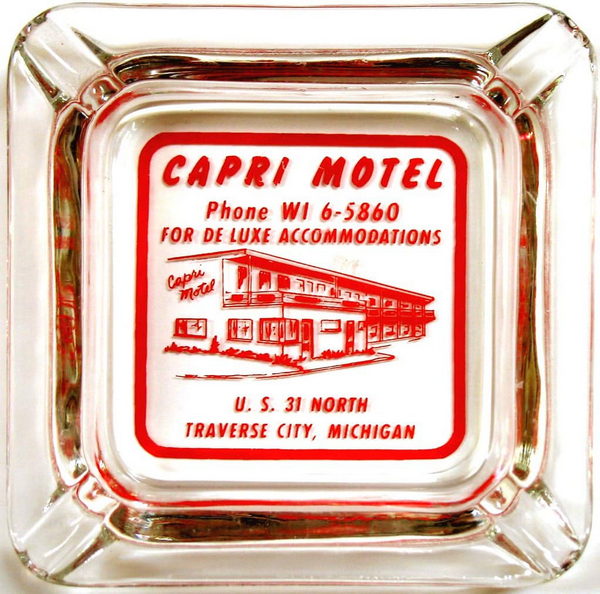 CAPRI MOTEL
Phone WI 6-5860
FOR DE LUXE ACCOMMODATIONS
Capri
Motel
U. S. 31 NORTH
TRAVERSE CITY, MICHIGAN